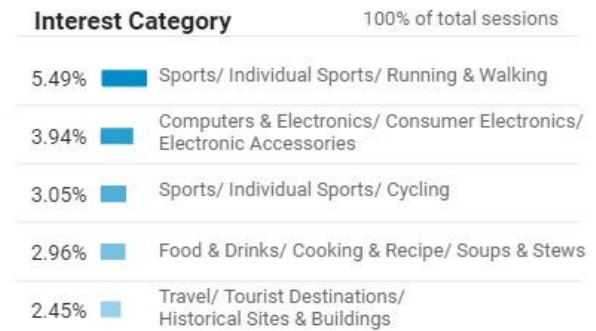 Interest Category 100% of total sessions
5.49% Sports/ Individual Sports/ Running & Walking
3.94% Computers & Electronics/ Consumer Electronics/
Electronic Accessories
3.05% Sports/ Individual Sports/ Cycling
2.96% Food & Drinks/ Cooking & Recipe/ Soups & Stews
2.45% Travel/ Tourist Destinations/
Historical Sites & Buildings